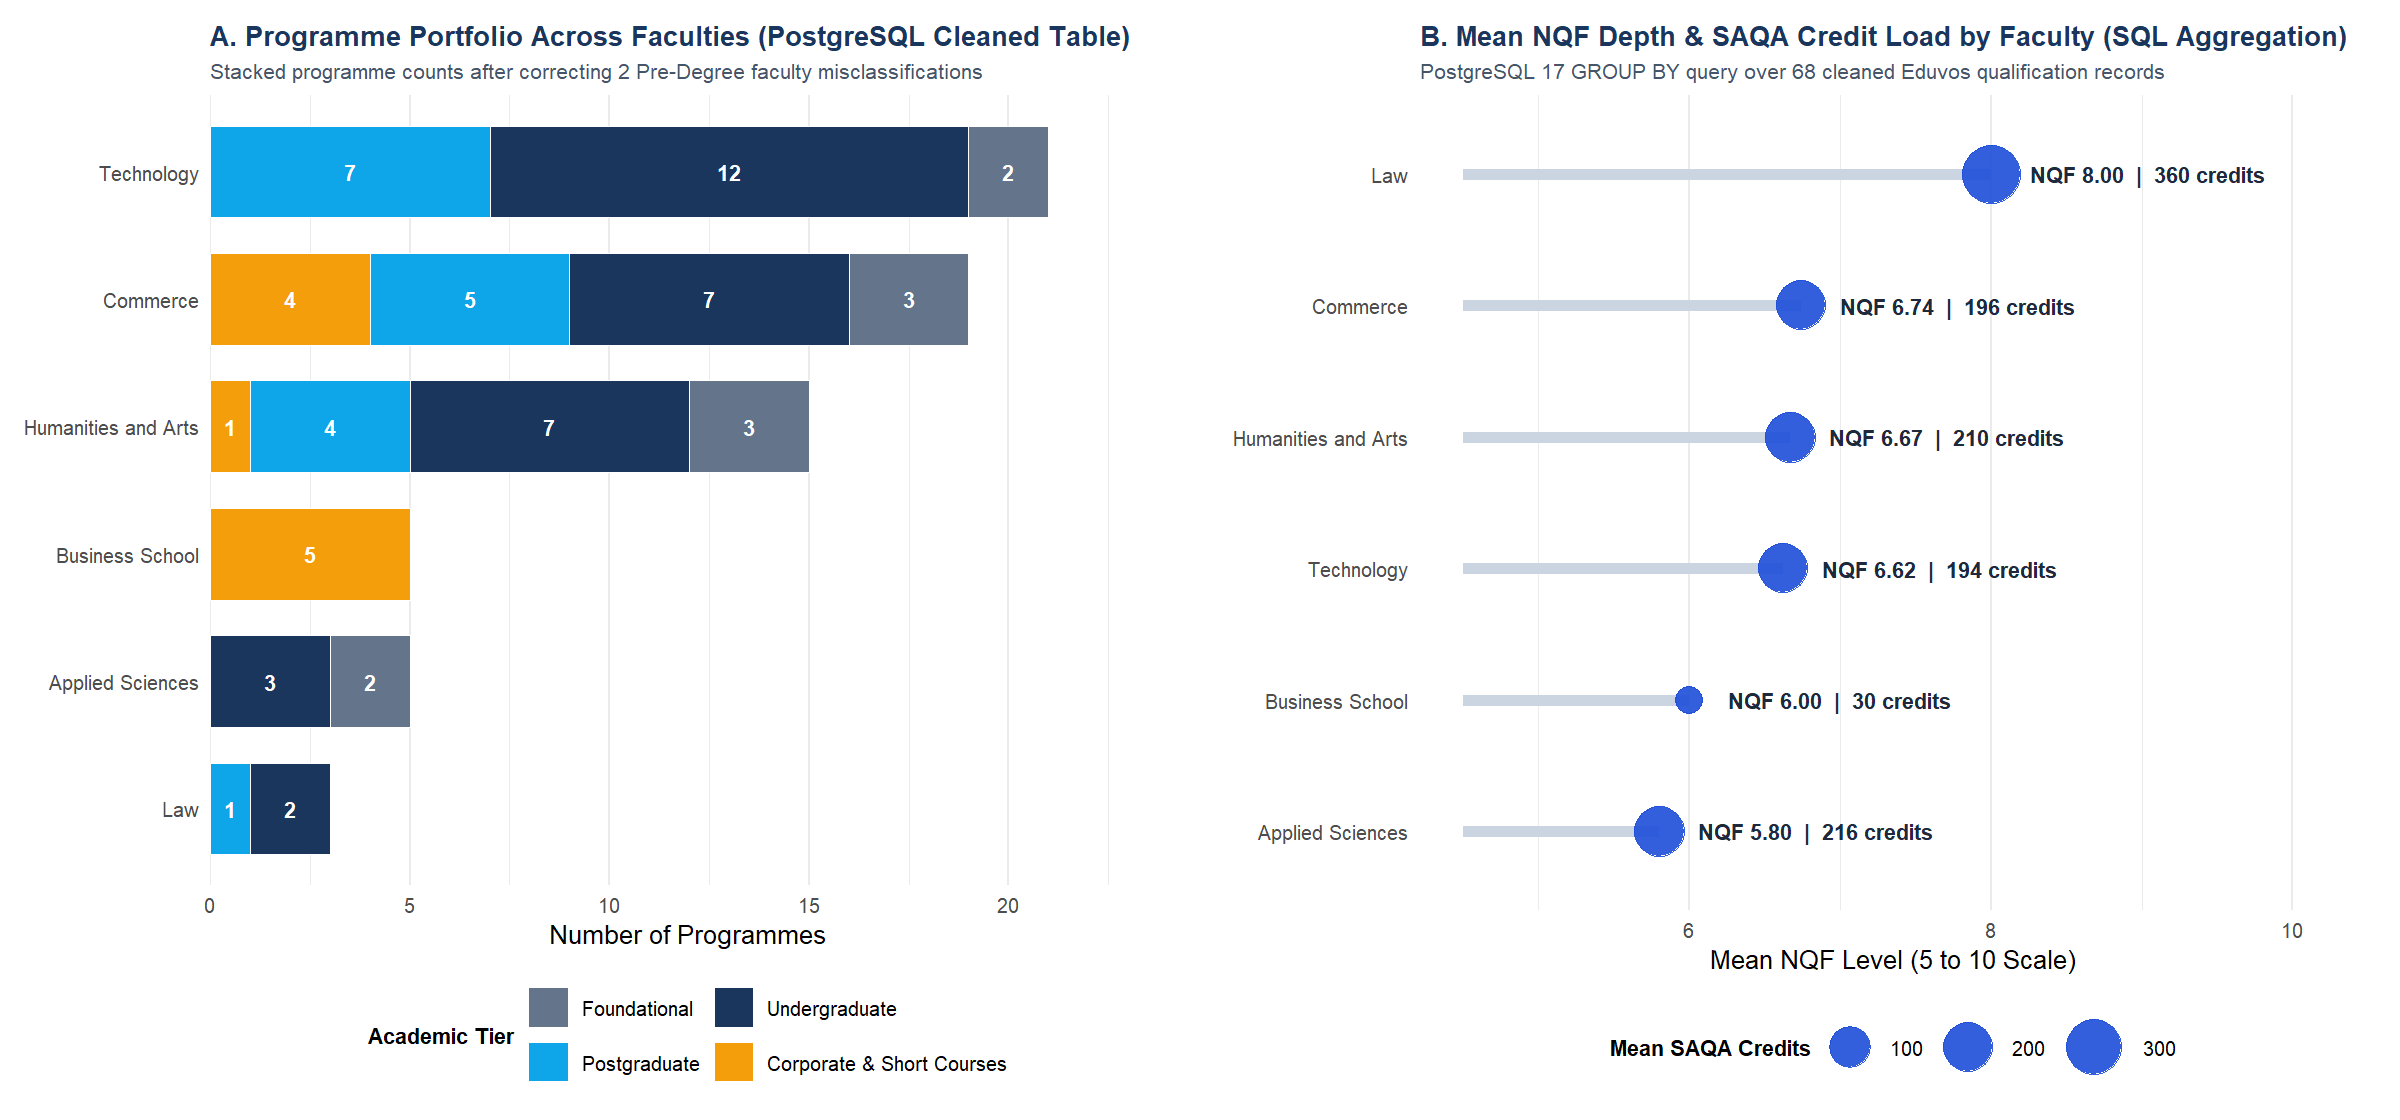 A. Programme Portfolio Across Faculties (PostgreSQL Cleaned Table)
Stacked programme counts after correcting 2 Pre-Degree faculty misclassifications
Technology
7
12
2
Commerce
4
5
7
3
Humanities and Arts
1
4
7
3
Business School
5
Applied Sciences
3
2
Law
1
2
0
5
10
15
20
Number of Programmes
Academic Tier
Foundational
Undergraduate
Postgraduate
Corporate & Short Courses
B. Mean NQF Depth & SAQA Credit Load by Faculty (SQL Aggregation)
PostgreSQL 17 GROUP BY query over 68 cleaned Eduvos qualification records
Law
NQF 8.00 | 360 credits
Commerce
NQF 6.74 | 196 credits
Humanities and Arts
NQF 6.67 | 210 credits
Technology
NQF 6.62 | 194 credits
Business School
NQF 6.00 | 30 credits
Applied Sciences
NQF 5.80 | 216 credits
6
8
10
Mean NQF Level (5 to 10 Scale)
Mean SAQA Credits
100
200
300